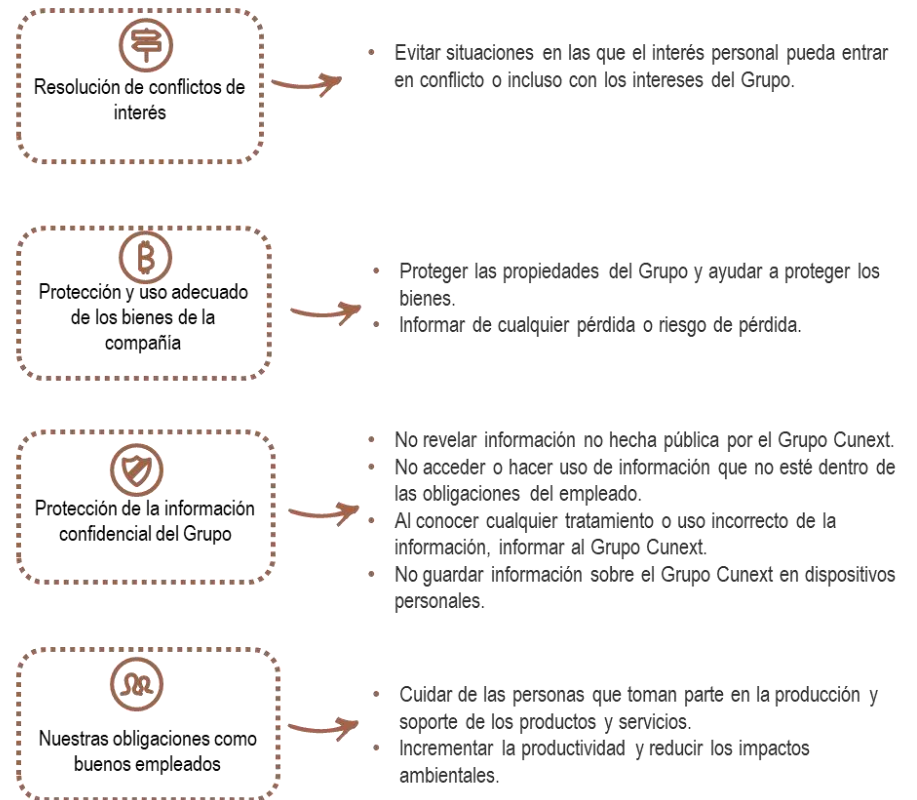 Resolución de conflictos de
interés
• Evitar situaciones en las que el interés personal pueda entrar
en conflicto o incluso con los intereses del Grupo.
Protección y uso adecuado
de los bienes de la
compañía
• Proteger las propiedades del Grupo y ayudar a proteger los
bienes.
• Informar de cualquier pérdida o riesgo de pérdida.
Protección de la información
confidencial del Grupo
• No revelar información no hecha pública por el Grupo Cunext.
• No acceder o hacer uso de información que no esté dentro de
las obligaciones del empleado.
• Al conocer cualquier tratamiento o uso incorrecto de la
información, informar al Grupo Cunext.
• No guardar información sobre el Grupo Cunext en dispositivos
personales.
Nuestras obligaciones como
buenos empleados
• Cuidar de las personas que toman parte en la producción y
soporte de los productos y servicios.
• Incrementar la productividad y reducir los impactos
ambientales.